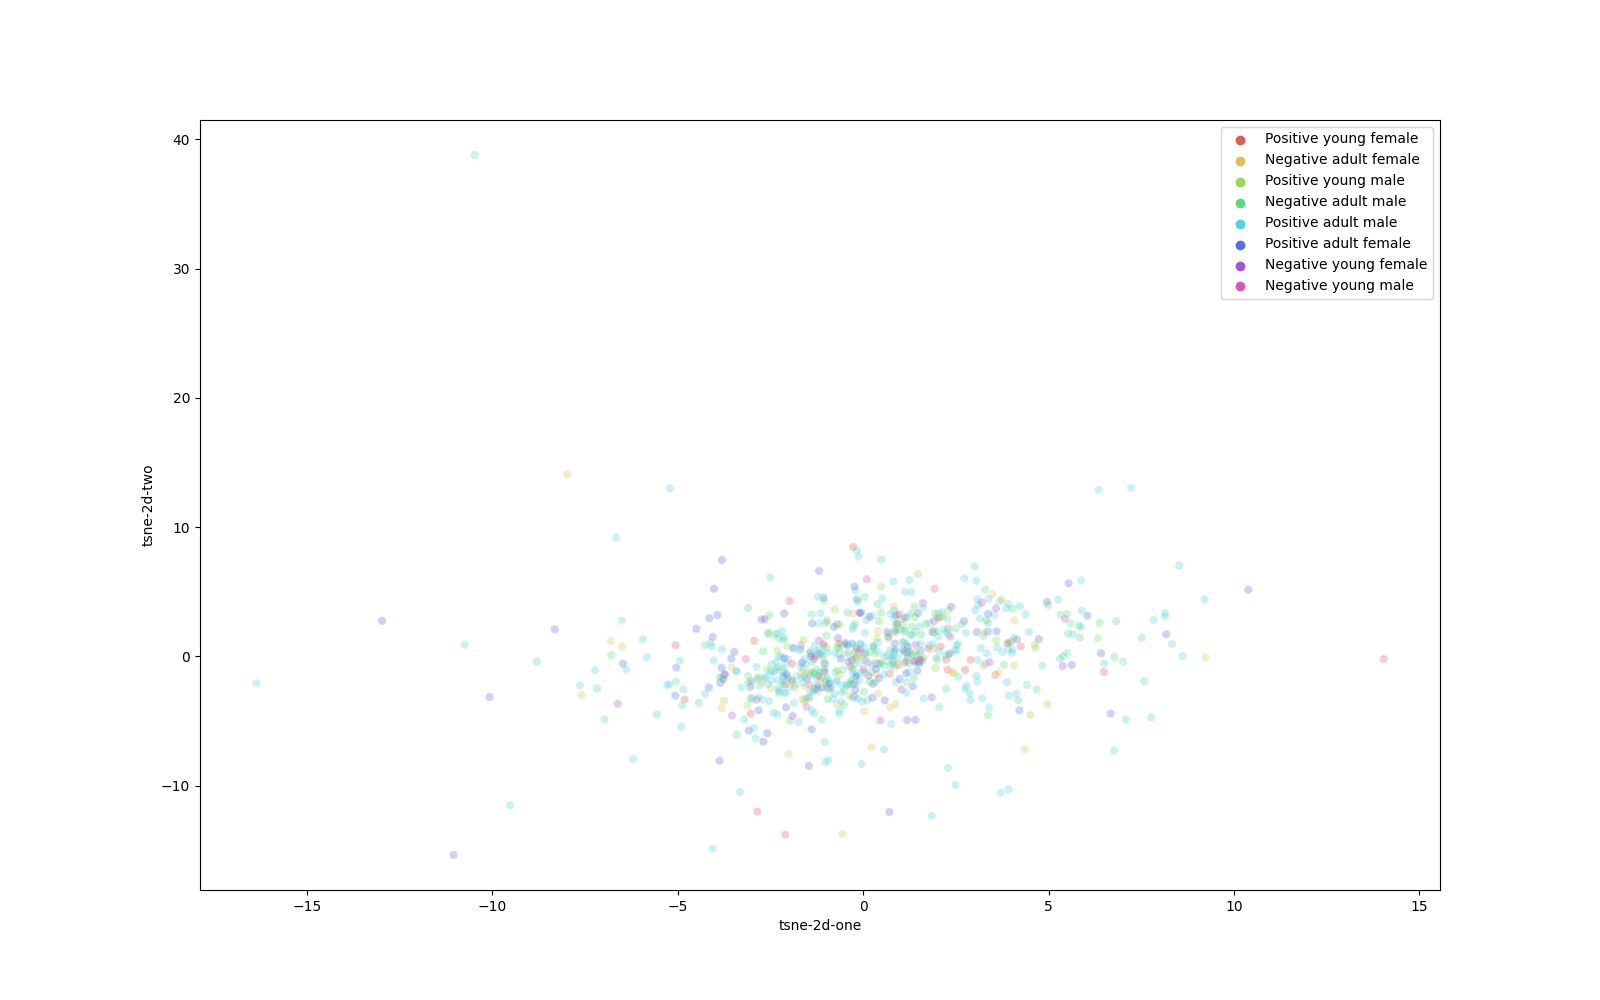 40
30
20
10
0
−10
tsne-2d-two
−15
−10
−5
0
5
10
15
tsne-2d-one
Positive young female
Negative adult female
Positive young male
Negative adult male
Positive adult male
Positive adult female
Negative young female
Negative young male